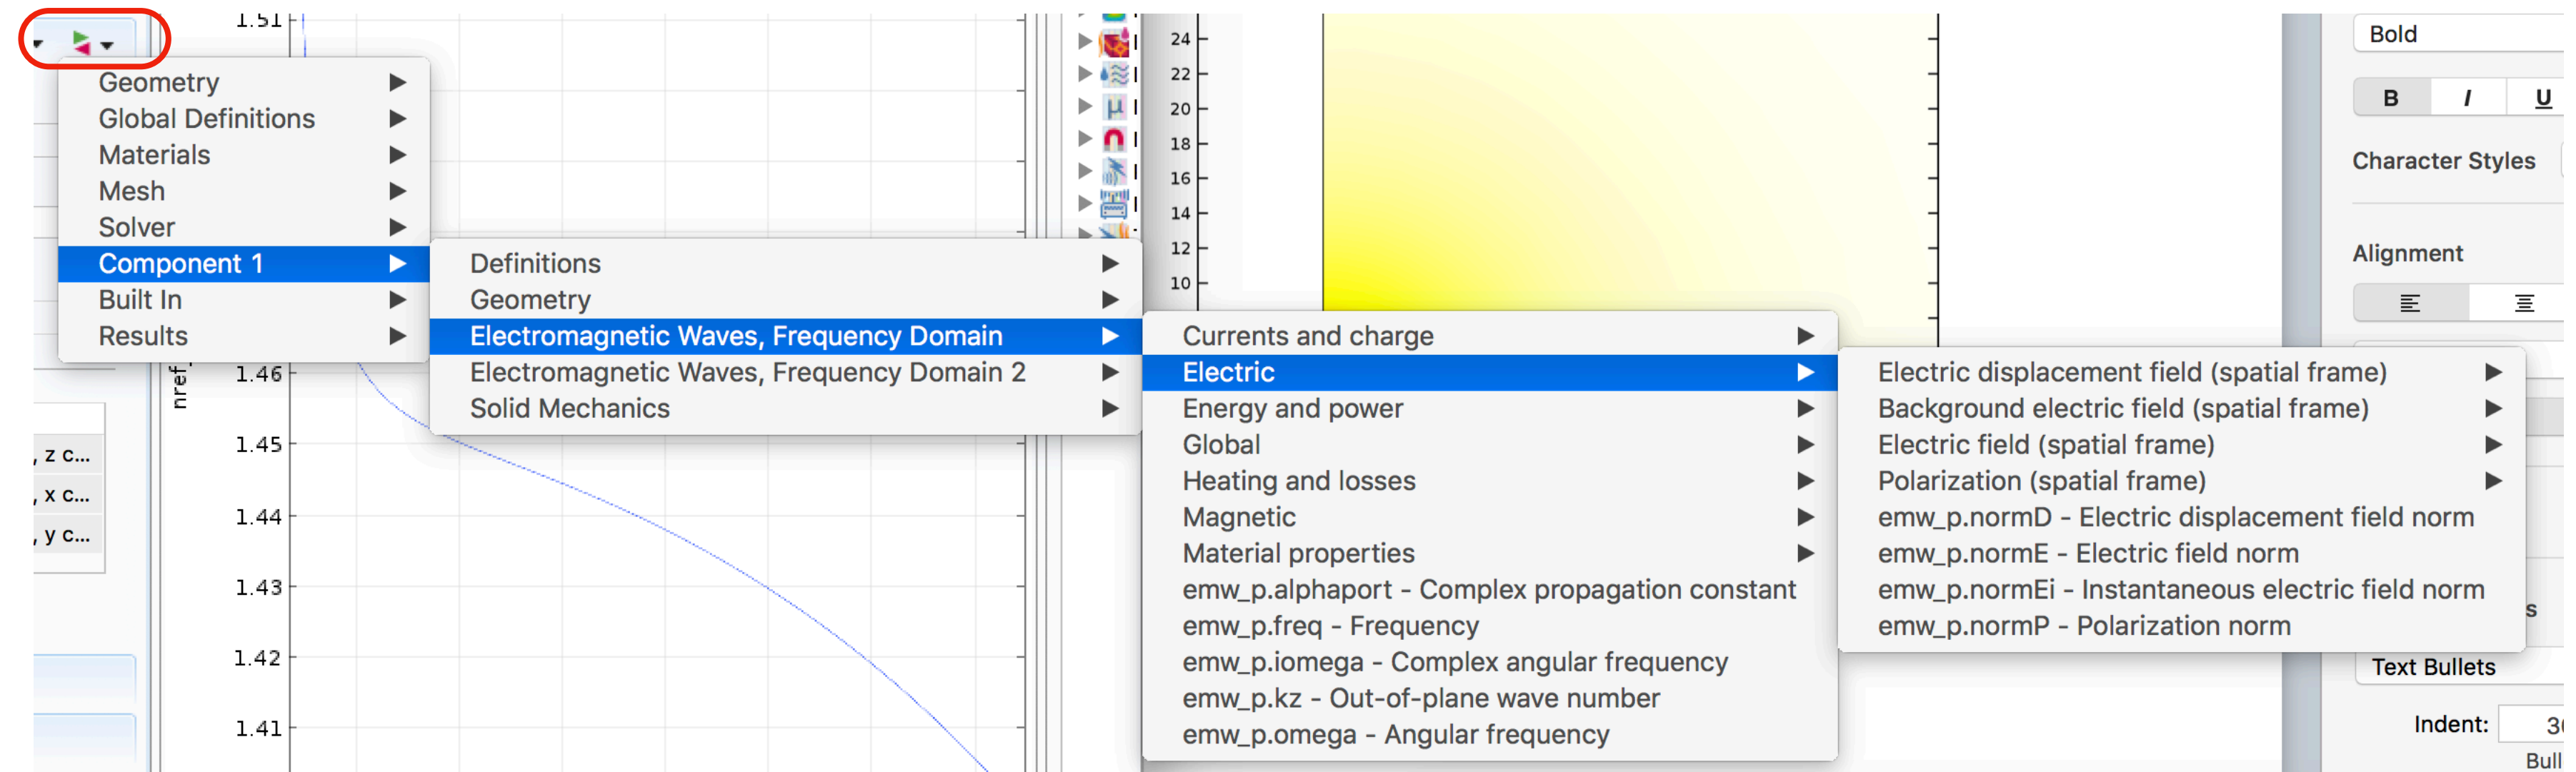 1.51
nref_
1.46
1.45
1.44
1.43
1.42
1.41
, z c...
, x c...
, y c...
Geometry
Global Definitions
Materials
Mesh
Solver
Component 1
Built In
Results
Definitions
Geometry
Electromagnetic Waves, Frequency Domain
Electromagnetic Waves, Frequency Domain 2
Solid Mechanics
24
22
20
18
16
14
12
10
Currents and charge
Electric
Energy and power
Global
Heating and losses
Magnetic
Material properties
emw_p.alphaport - Complex propagation constant
emw_p.freq - Frequency
emw_p.iomega - Complex angular frequency
emw_p.kz - Out-of-plane wave number
emw_p.omega - Angular frequency
Electric displacement field (spatial frame)
Background electric field (spatial frame)
Electric field (spatial frame)
Polarization (spatial frame)
emw_p.normD - Electric displacement field norm
emw_p.normE - Electric field norm
emw_p.normEi - Instantaneous electric field norm
emw_p.normP - Polarization norm
Bold
B I U
Character Styles
Alignment
s
Text Bullets
Indent:
Bull